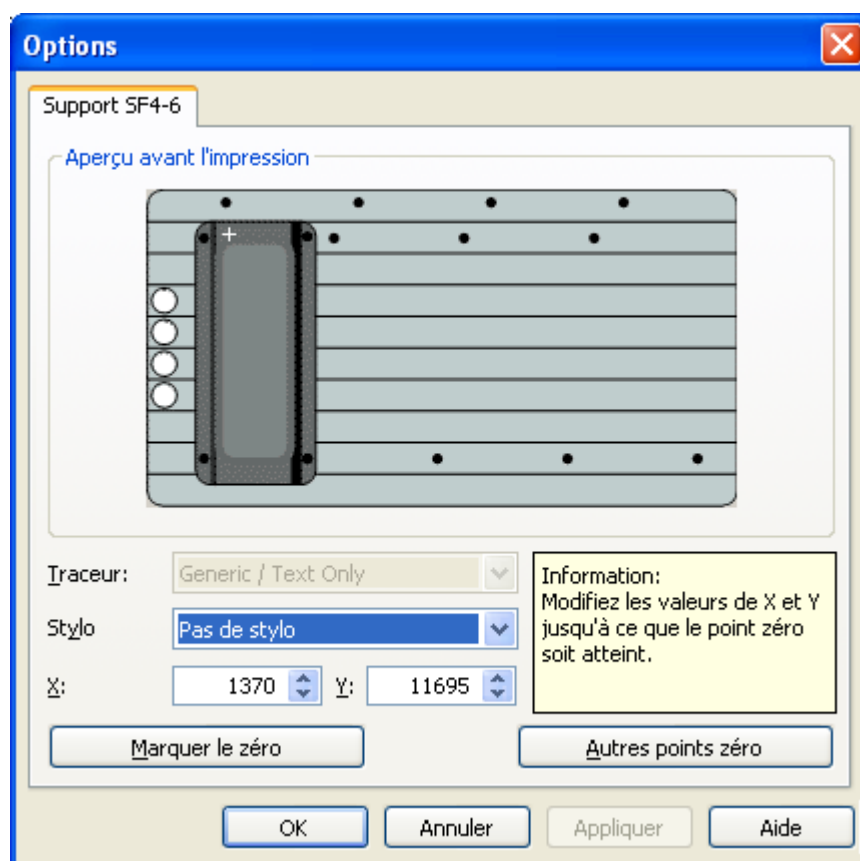 Options
Support SF4-6
Aperçu avant l'impression
Traceur:
Generic / Text Only
Stylo
Pas de stylo
X:
1370
Y:
11695
Information:
Modifiez les valeurs de X et Y
jusqu'à ce que le point zéro
soit atteint.
Marquer le zéro
Autres points zéro
OK
Annuler
Appliquer
Aide